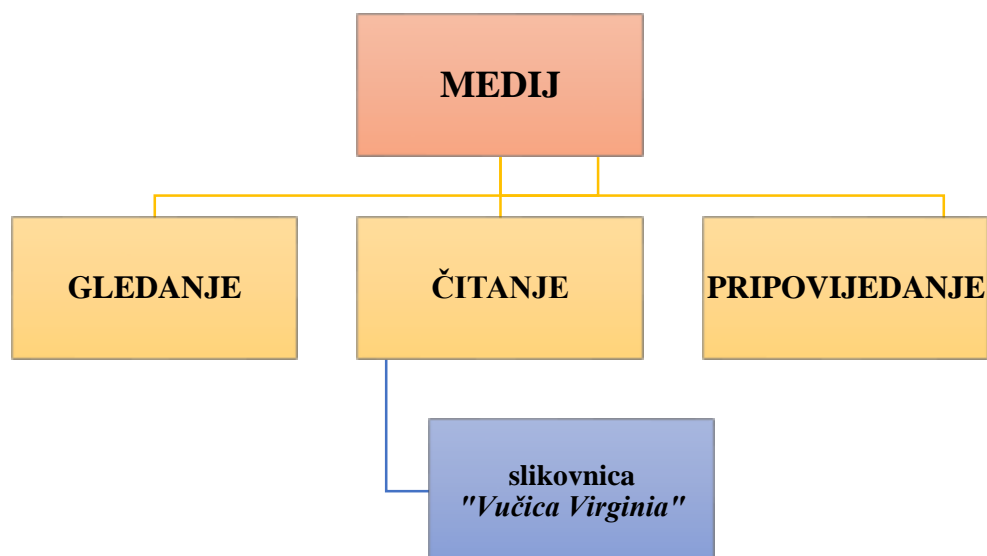 MEDIJ
GLEDANJE
ČITANJE
PRIPOVIJEDANJE
slikovnica
"Vučica Virginia"